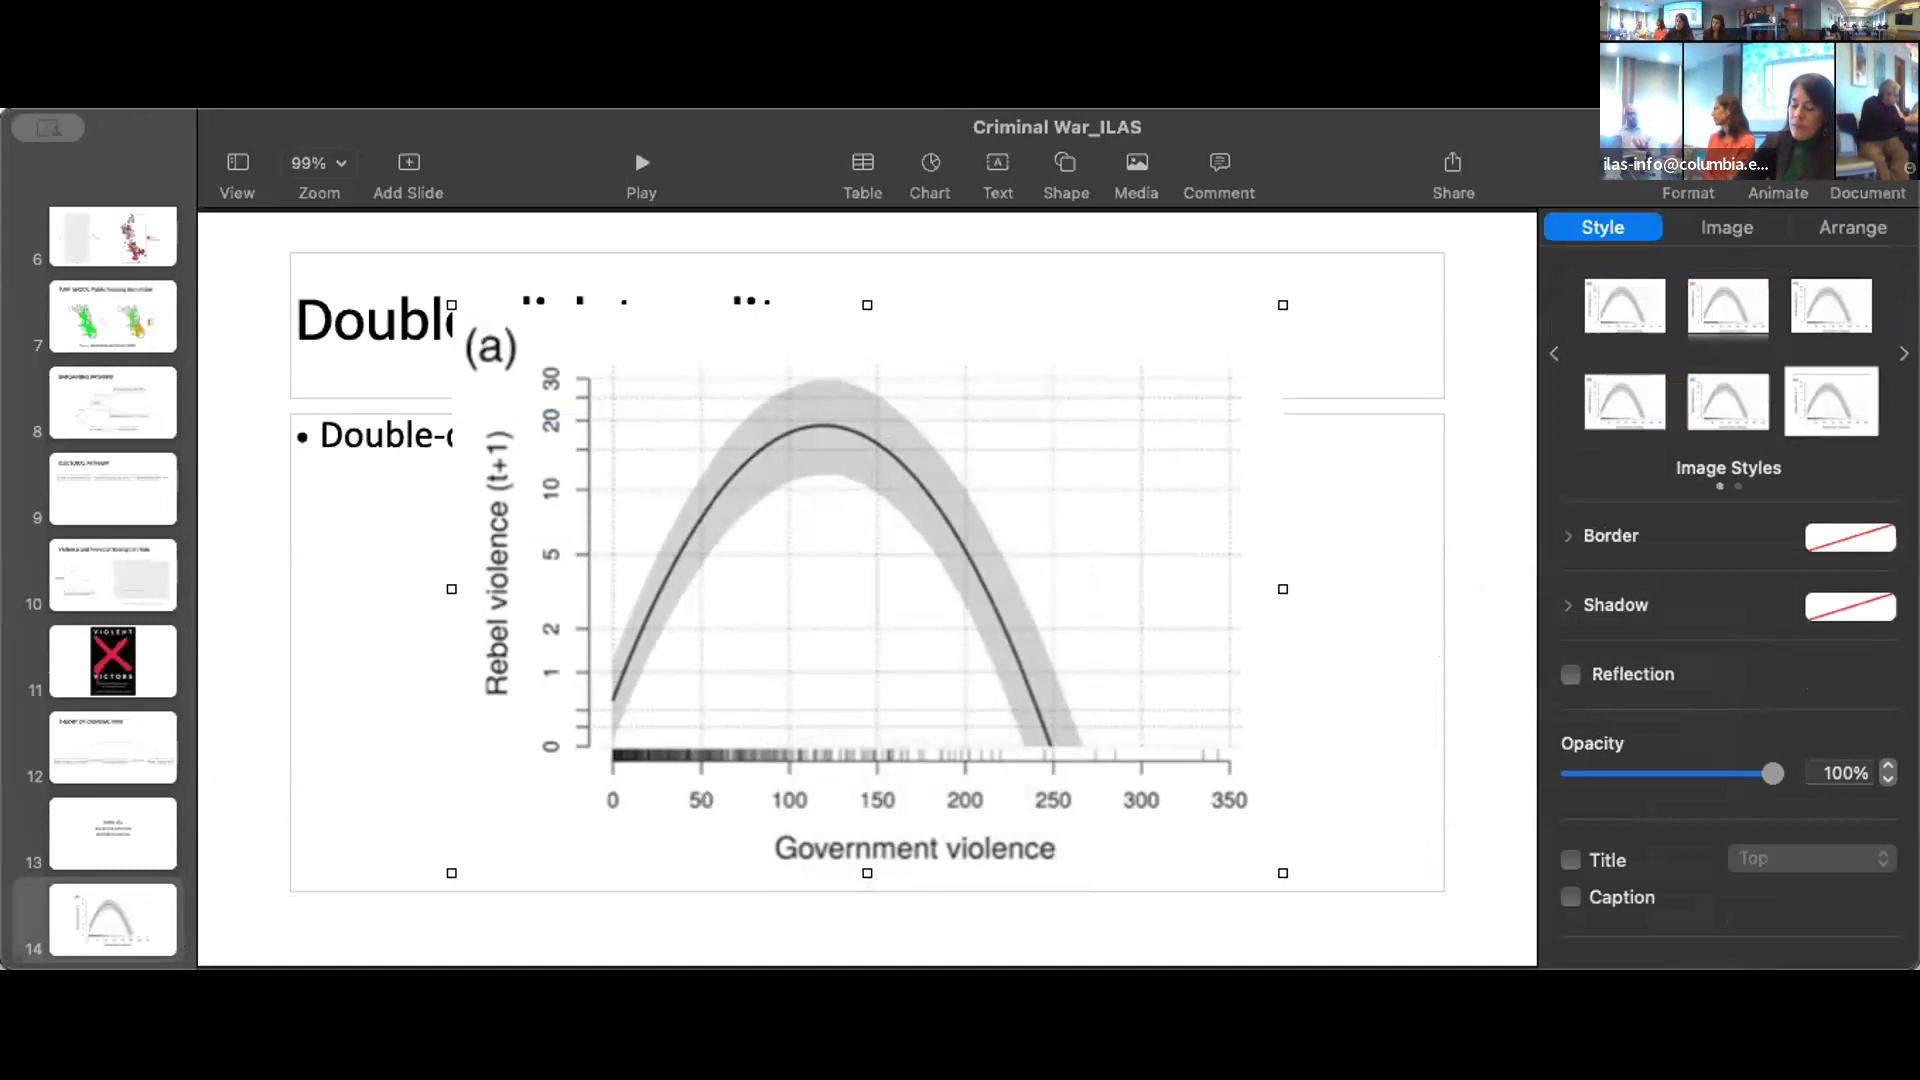 ilas-info@columbia.e...
Criminal War_ILAS
99%
View
Zoom
Add Slide
Play
Table
Chart
Text
Shape
Media
Comment
Share
Format
Animate
Document
Style
Image
Arrange
6
7
8
9
10
11
12
13
14
VIOLENT
VICTORS
Double
• Double-c
(a)
Rebel violence (t+1)
30
20
10
5
2
1
0
0 50 100 150 200 250 300 350
Government violence
Image Styles
Border
Shadow
Reflection
Opacity
100%
Title
Top
Caption